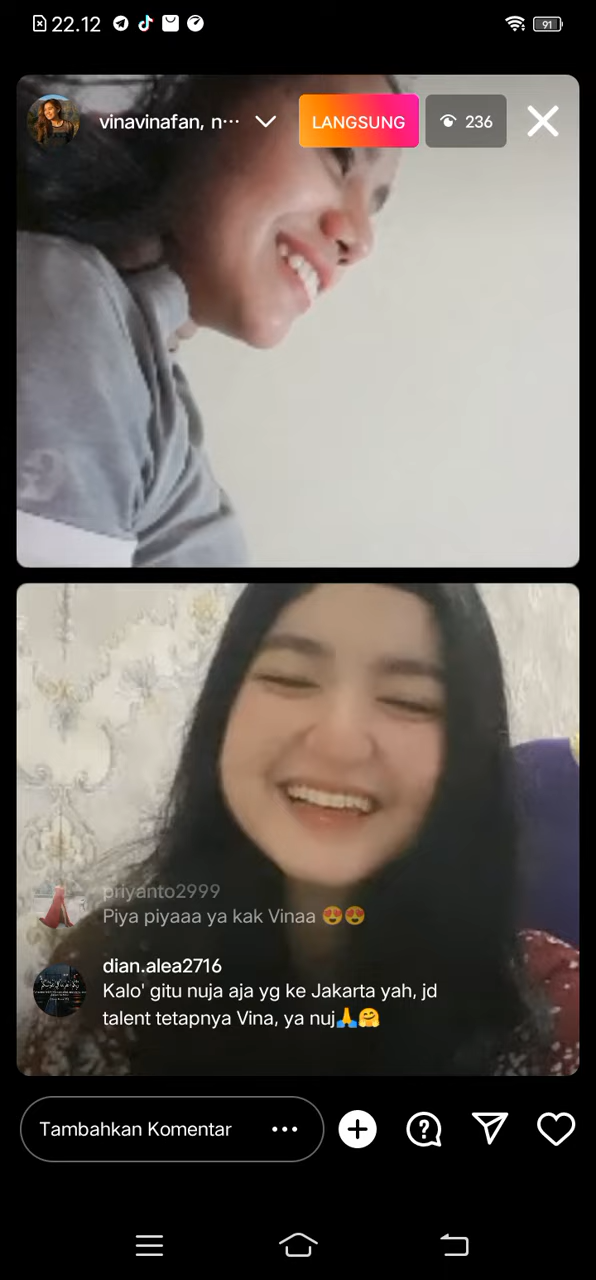 22.12
91
vinavinafan, n...
LANGSUNG
236
priyanto2999
Piya piyaaa ya kak Vinaa 😍😍
dian.alea2716
Kalo' gitu nuja aja yg ke Jakarta yah, jd
talent tetapnya Vina, ya nuj🙏🤗
Tambahkan Komentar